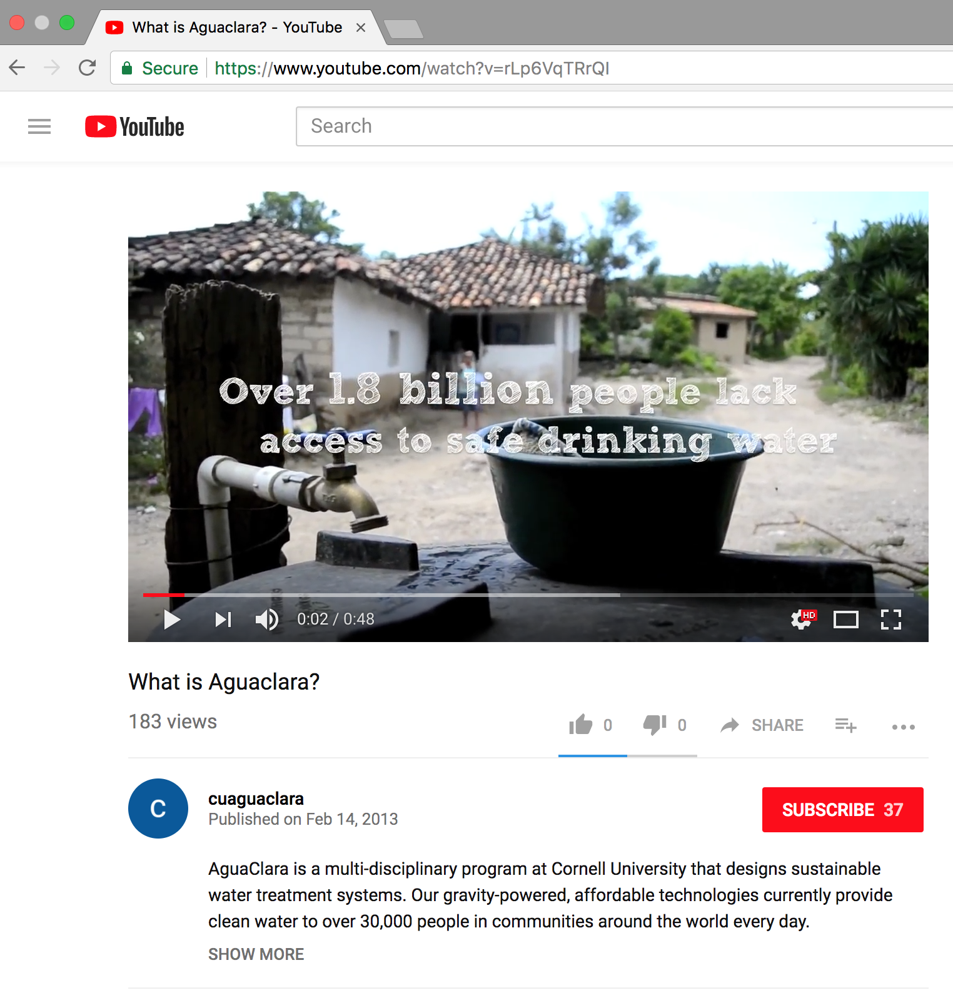 What is Aguaclara? - YouTube
Secure https://www.youtube.com/watch?v=rLp6VqTRrQI
YouTube
Search
Over 1.8 billion people lack
access to safe drinking water
0:02 / 0:48
HD
What is Aguaclara?
183 views
0 0 SHARE
C
cuaguaclara
Published on Feb 14, 2013
SUBSCRIBE 37
AguaClara is a multi-disciplinary program at Cornell University that designs sustainable
water treatment systems. Our gravity-powered, affordable technologies currently provide
clean water to over 30,000 people in communities around the world every day.
SHOW MORE